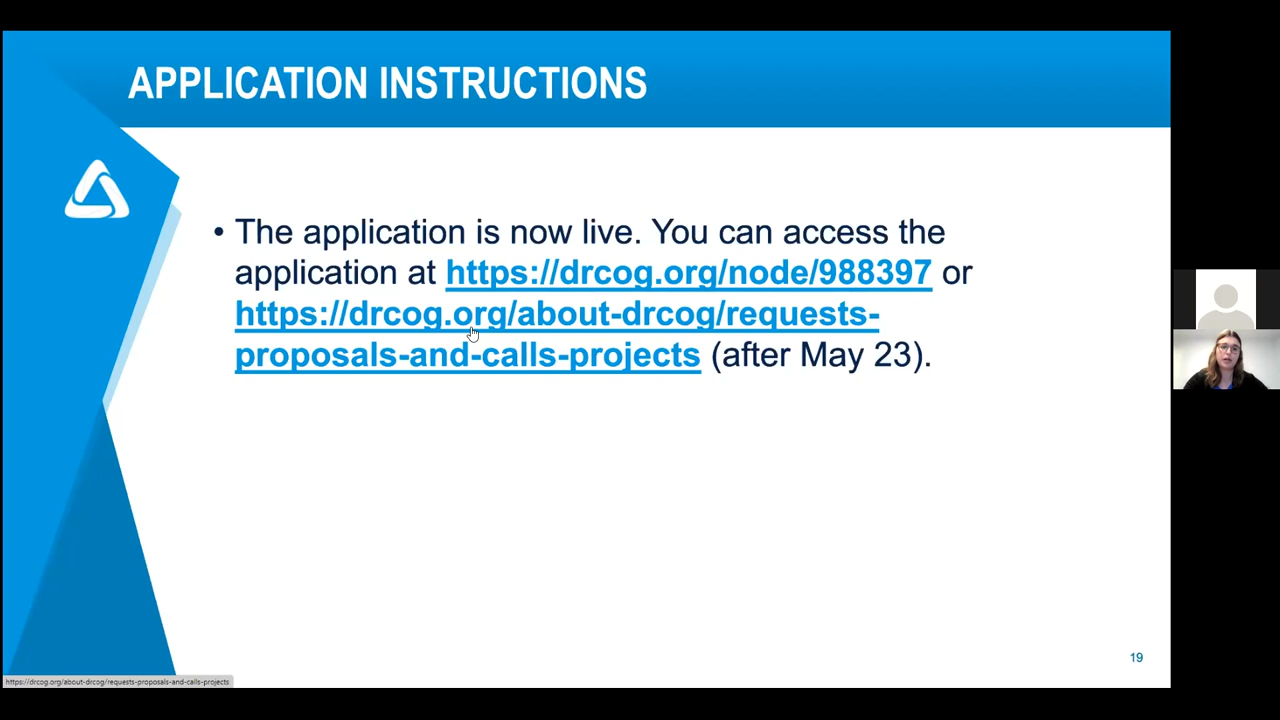 APPLICATION INSTRUCTIONS
• The application is now live. You can access the
application at https://drcog.org/node/988397 or
https://drcog.org/about-drcog/requests-
proposals-and-calls-projects (after May 23).
19
https://drcog.org/about-drcog/requests-proposals-and-calls-projects